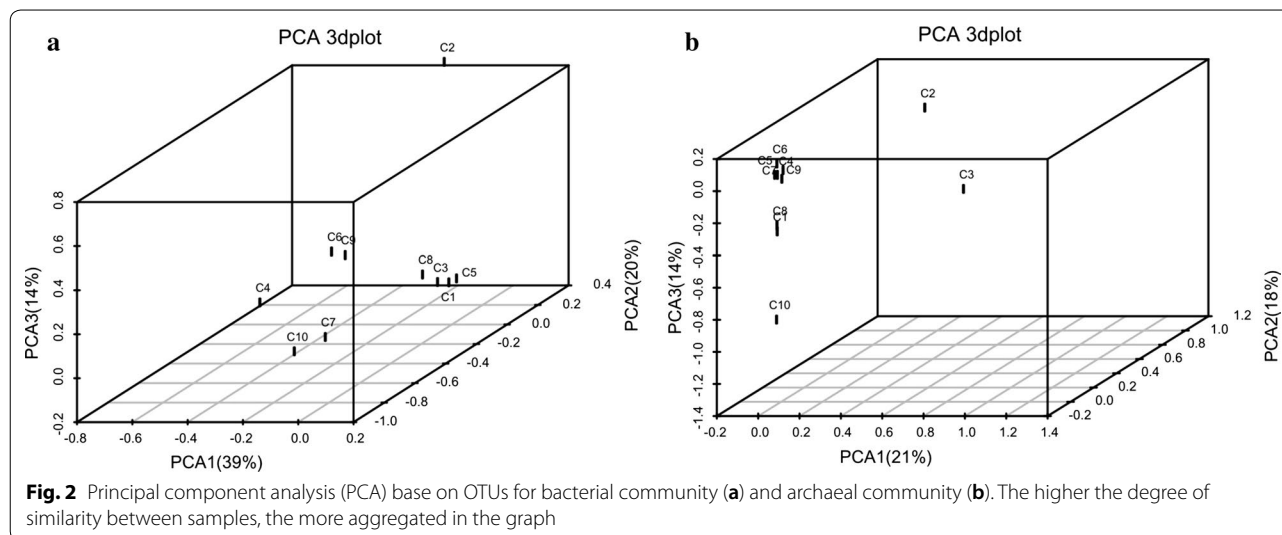 a
PCA 3dplot
C2
C6
C9
C8
C3
C5
C1
C4
C7
C10
PCA3(14%)
0.8
0.6
0.4
0.2
0.0
-0.2
-0.8 -0.6 -0.4 -0.2 0.0 0.2
PCA1(39%)
-1.0
-0.8
-0.6
-0.4
-0.2
0.0
0.2
0.4
PCA2(20%)
b
PCA 3dplot
C2
C6
C5 C4
C7 C9
C3
C8
C1
C10
PCA3(14%)
0.2
0.0
-0.2
-0.4
-0.6
-0.8
-1.0
-1.2
-1.4
-0.2 0.0 0.2 0.4 0.6 0.8 1.0 1.2 1.4
PCA1(21%)
-0.2
0.0
0.2
0.4
0.6
0.8
1.0
1.2
PCA2(18%)
Fig. 2 Principal component analysis (PCA) base on OTUs for bacterial community (a) and archaeal community (b). The higher the degree of
similarity between samples, the more aggregated in the graph